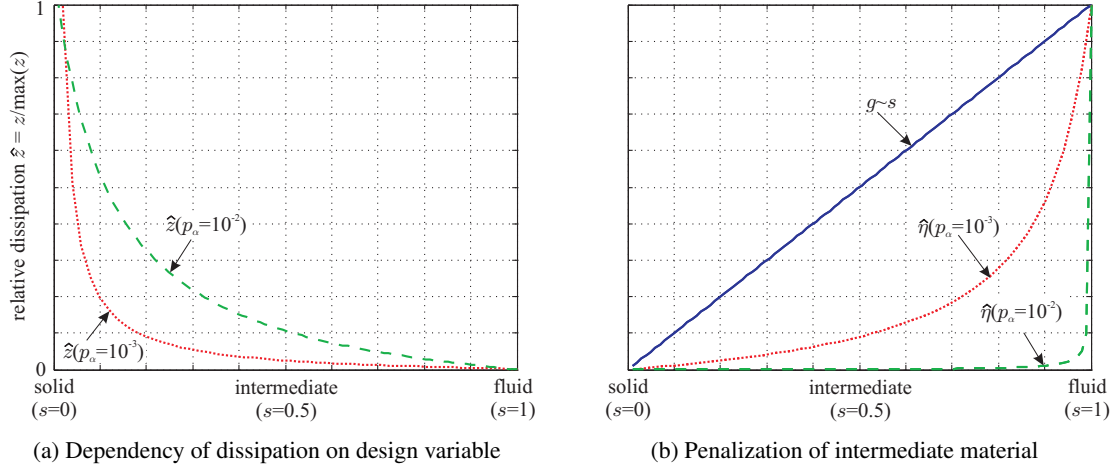 1
relative dissipation ẑ = z/max(z)
ẑ(pα=10⁻²)
ẑ(pα=10⁻³)
0
solid
(s=0)
intermediate
(s=0.5)
fluid
(s=1)
(a) Dependency of dissipation on design variable
g~s
η̂(pα=10⁻³)
η̂(pα=10⁻²)
solid
(s=0)
intermediate
(s=0.5)
fluid
(s=1)
(b) Penalization of intermediate material